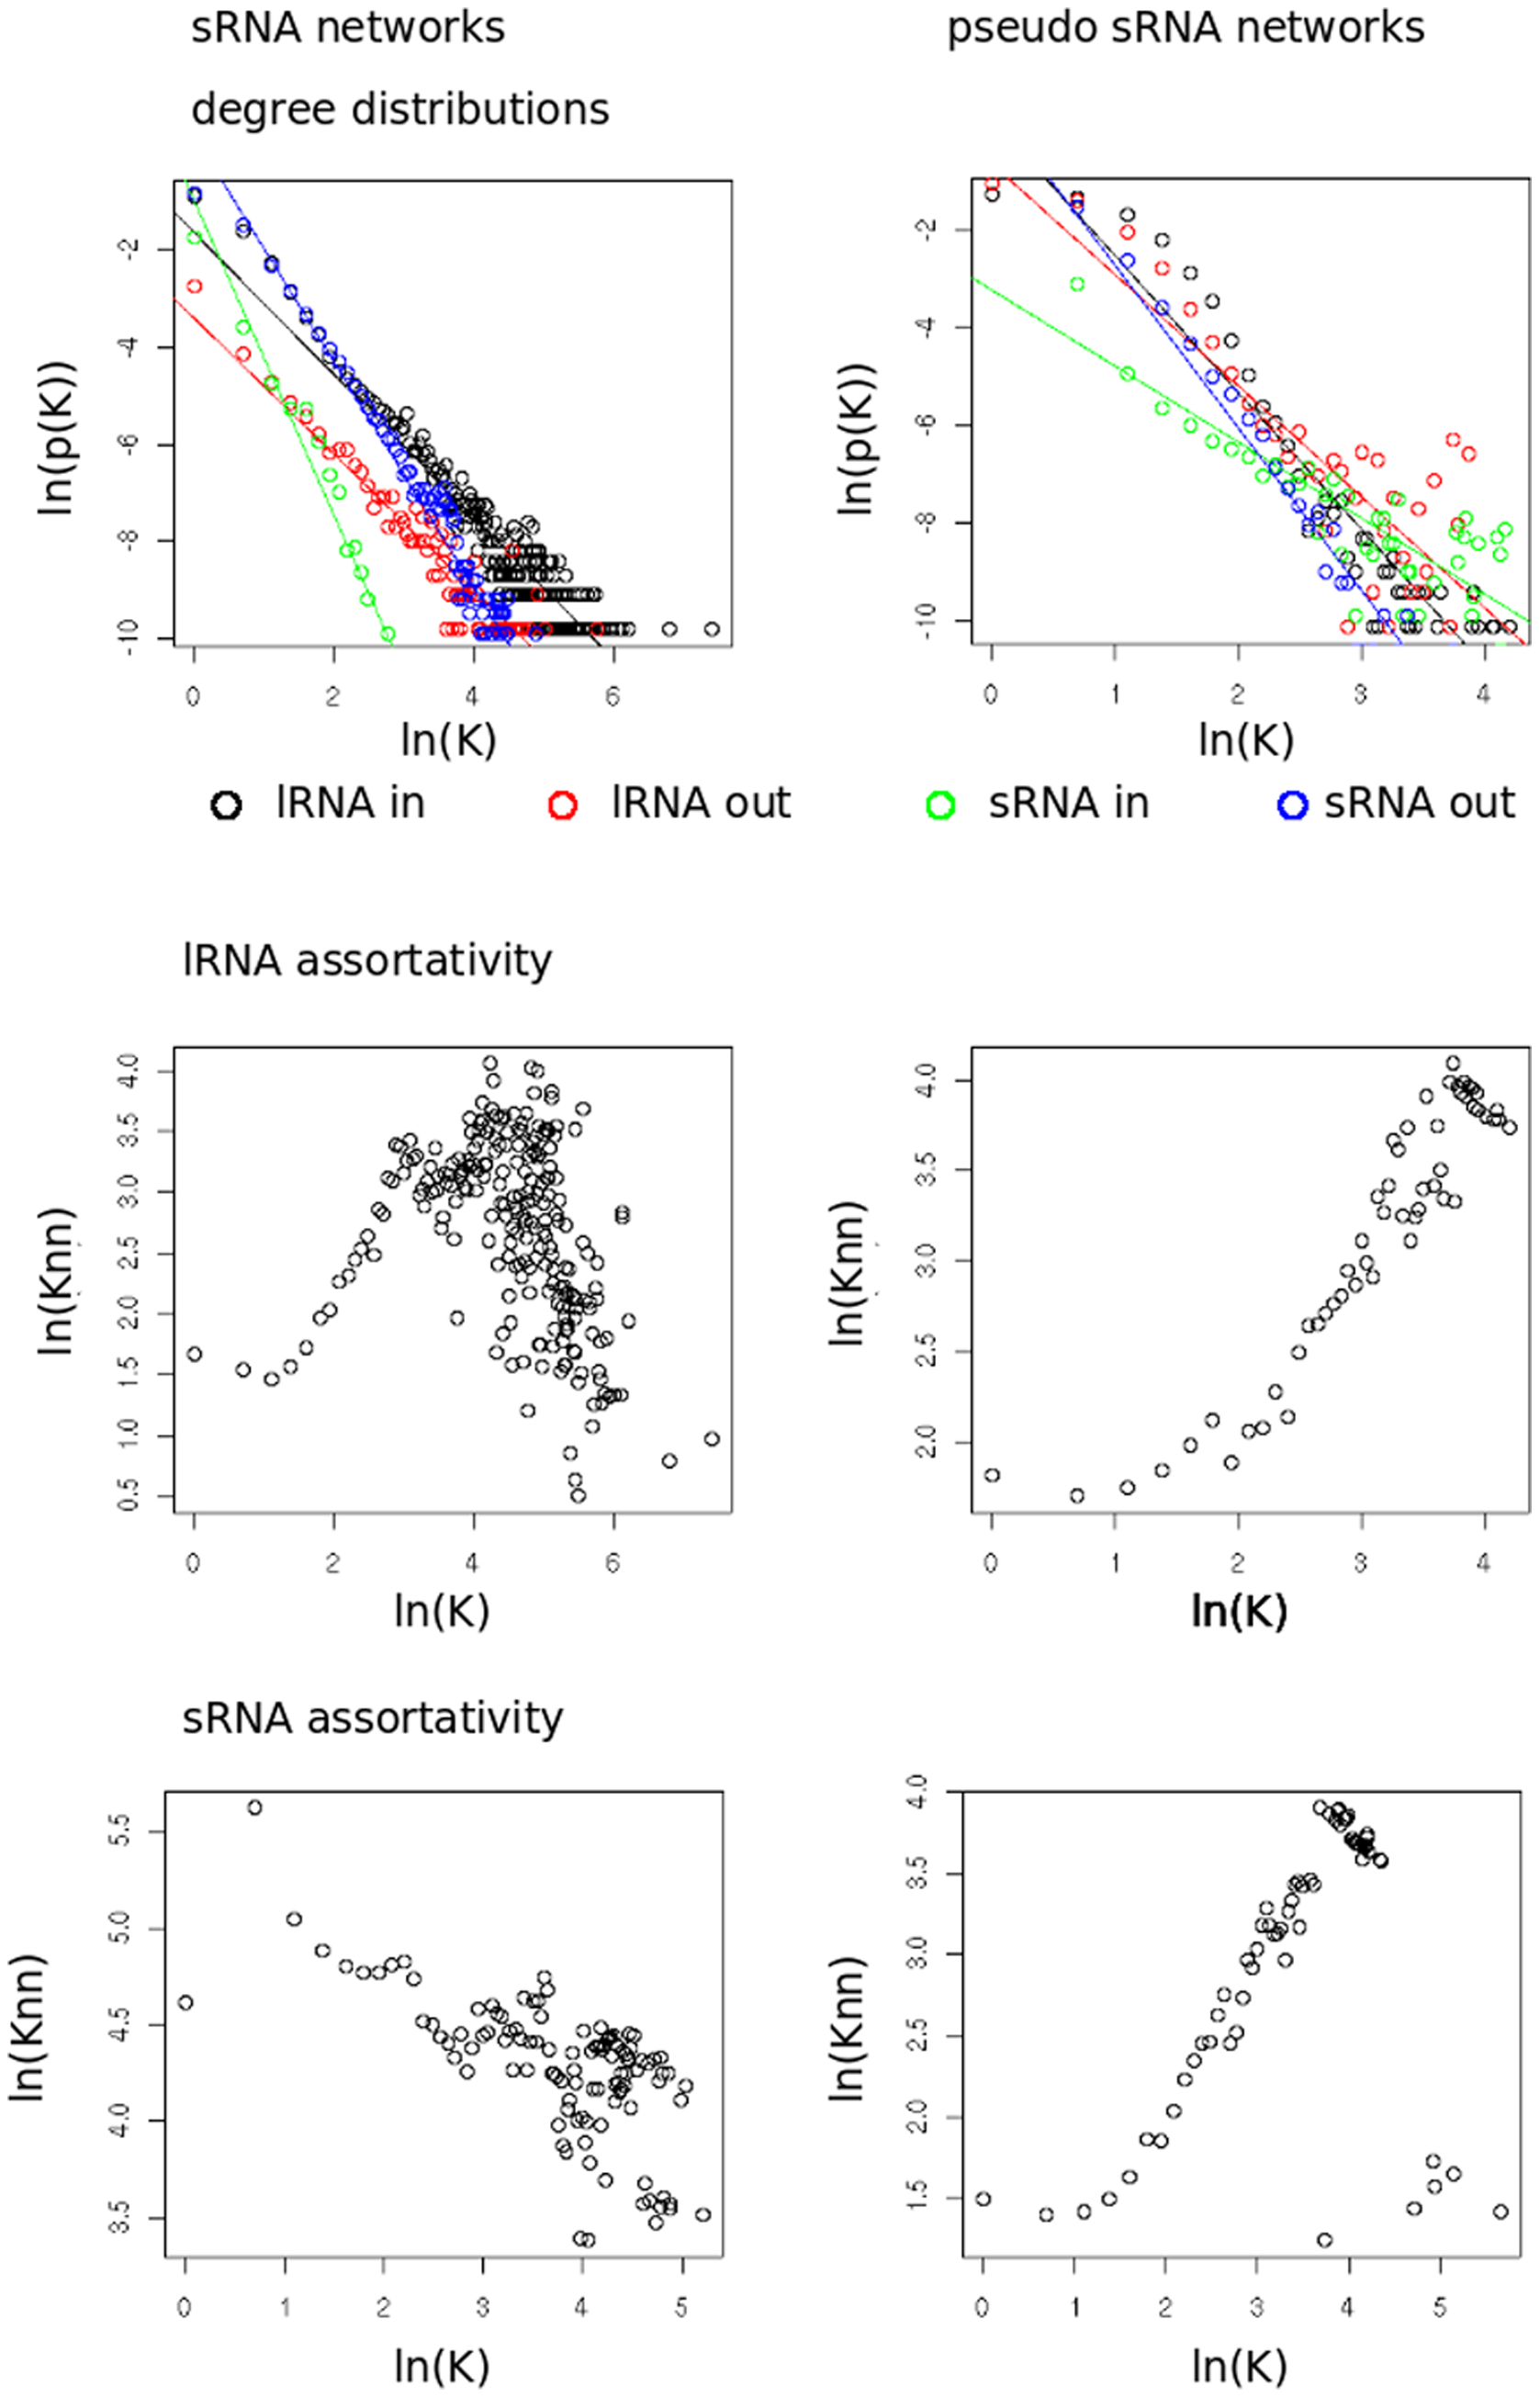 sRNA networks
pseudo sRNA networks
degree distributions
ln(p(K))
-2
-4
-6
-8
-10
0 2 4 6
ln(K)
ln(p(K))
-2
-4
-6
-8
-10
0 1 2 3 4
ln(K)
lRNA in
lRNA out
sRNA in
sRNA out
lRNA assortativity
ln(Knn)
4.0
3.5
3.0
2.5
2.0
1.5
1.0
0.5
0 2 4 6
ln(K)
ln(Knn)
4.0
3.5
3.0
2.5
2.0
0 1 2 3 4
ln(K)
sRNA assortativity
ln(Knn)
5.5
5.0
4.5
4.0
3.5
0 1 2 3 4 5
ln(K)
ln(Knn)
4.0
3.5
3.0
2.5
2.0
1.5
0 1 2 3 4 5
ln(K)